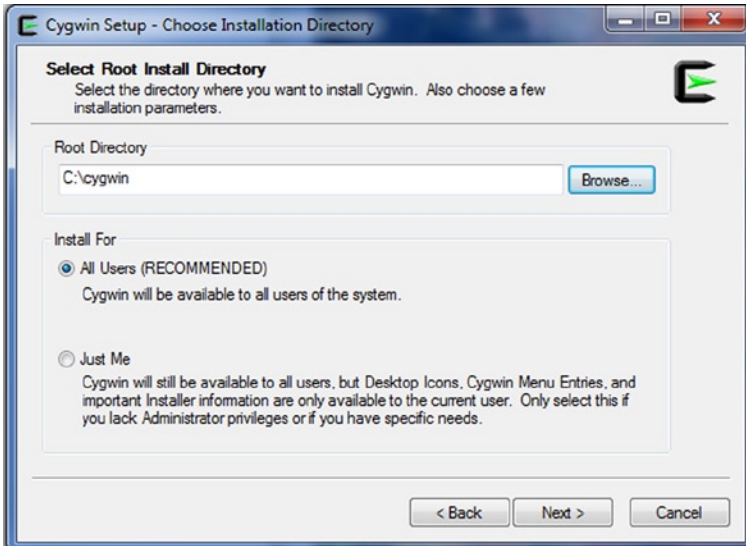 Cygwin Setup - Choose Installation Directory
Select Root Install Directory
Select the directory where you want to install Cygwin. Also choose a few
installation parameters.
Root Directory
C:\cygwin
Browse...
Install For
All Users (RECOMMENDED)
Cygwin will be available to all users of the system.
Just Me
Cygwin will still be available to all users, but Desktop Icons, Cygwin Menu Entries, and
important Installer information are only available to the current user. Only select this if
you lack Administrator privileges or if you have specific needs.
< Back
Next >
Cancel